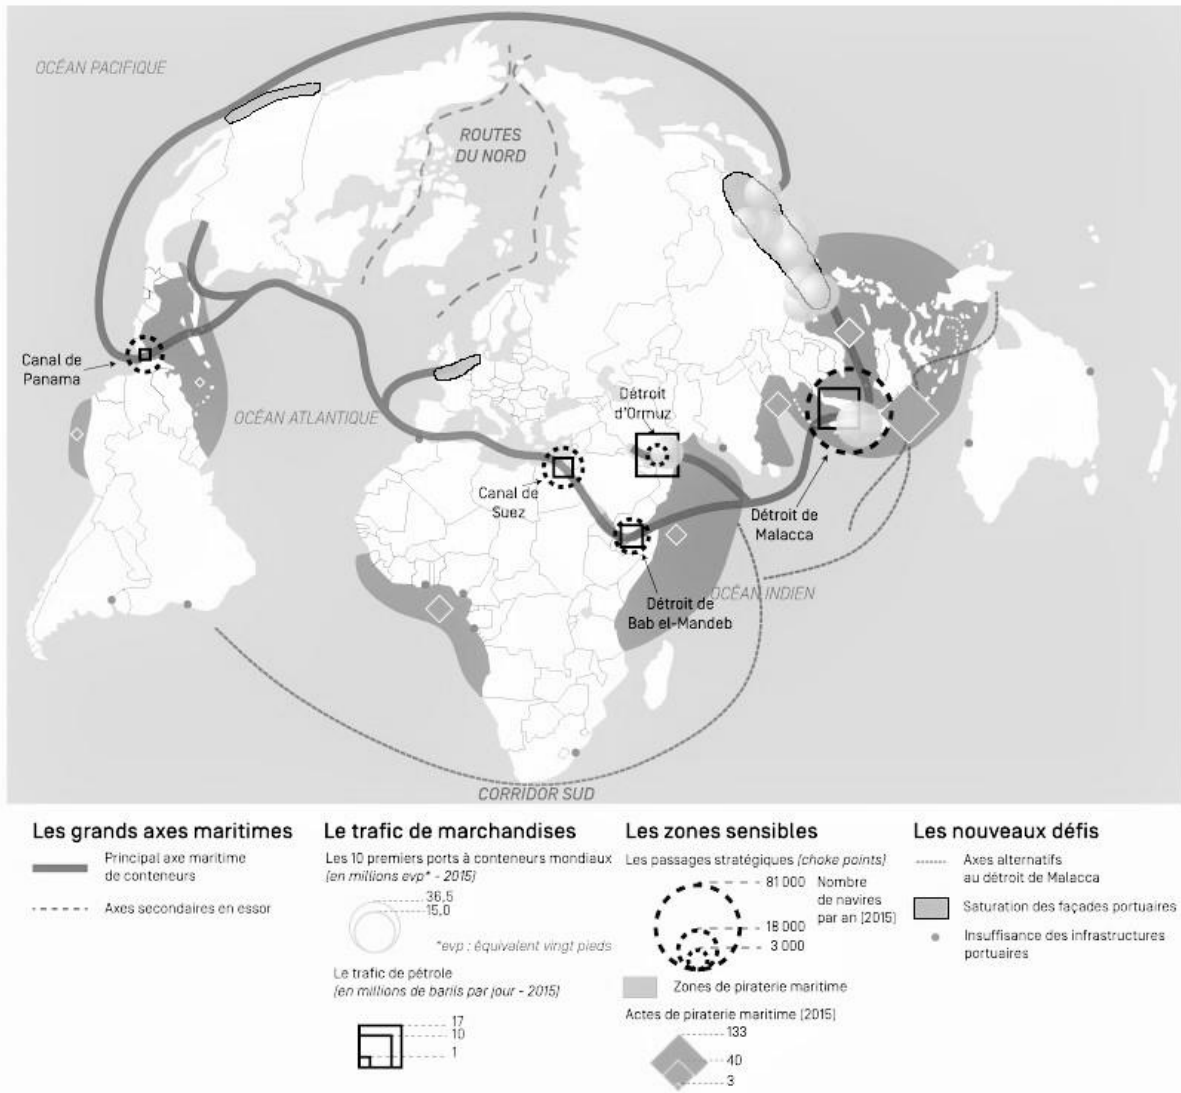 OCÉAN PACIFIQUE
ROUTES
DU NORD
Canal de
Panama
OCÉAN ATLANTIQUE
Détroit
d'Ormuz
Canal de
Suez
Détroit de
Malacca
OCÉAN INDIEN
Détroit de
Bab el-Mandeb
CORRIDOR SUD
Les grands axes maritimes
Principal axe maritime
de conteneurs
Axes secondaires en essor
Le trafic de marchandises
Les 10 premiers ports à conteneurs mondiaux
(en millions evp* - 2015)
36,5
15,0
*evp : équivalent vingt pieds
Le trafic de pétrole
(en millions de barils par jour - 2015)
17
10
1
Les zones sensibles
Les passages stratégiques (choke points)
81 000
18 000
3 000
Nombre
de navires
par an (2015)
Zones de piraterie maritime
Actes de piraterie maritime (2015)
133
40
3
Les nouveaux défis
Axes alternatifs
au détroit de Malacca
Saturation des façades portuaires
Insuffisance des infrastructures
portuaires